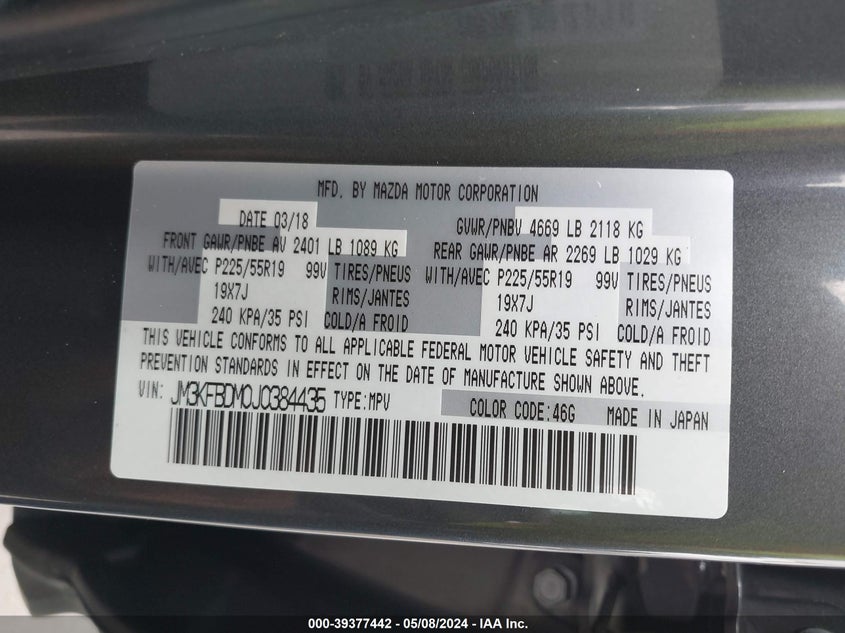 MFD. BY MAZDA MOTOR CORPORATION
DATE 03/18 GVWR/PNBV 4669 LB 2118 KG
FRONT GAWR/PNBE AV 2401 LB 1089 KG REAR GAWR/PNBE AR 2269 LB 1029 KG
WITH/AVEC P225/55R19 99V TIRES/PNEUS WITH/AVEC P225/55R19 99V TIRES/PNEUS
19X7J RIMS/JANTES 19X7J RIMS/JANTES
240 KPA/35 PSI COLD/A FROID 240 KPA/35 PSI COLD/A FROID
THIS VEHICLE CONFORMS TO ALL APPLICABLE FEDERAL MOTOR VEHICLE SAFETY AND THEFT
PREVENTION STANDARDS IN EFFECT ON THE DATE OF MANUFACTURE SHOWN ABOVE.
VIN: JM3KFBDM0J0384435 TYPE:MPV COLOR CODE:46G MADE IN JAPAN
000-39377442 - 05/08/2024 - IAA Inc.